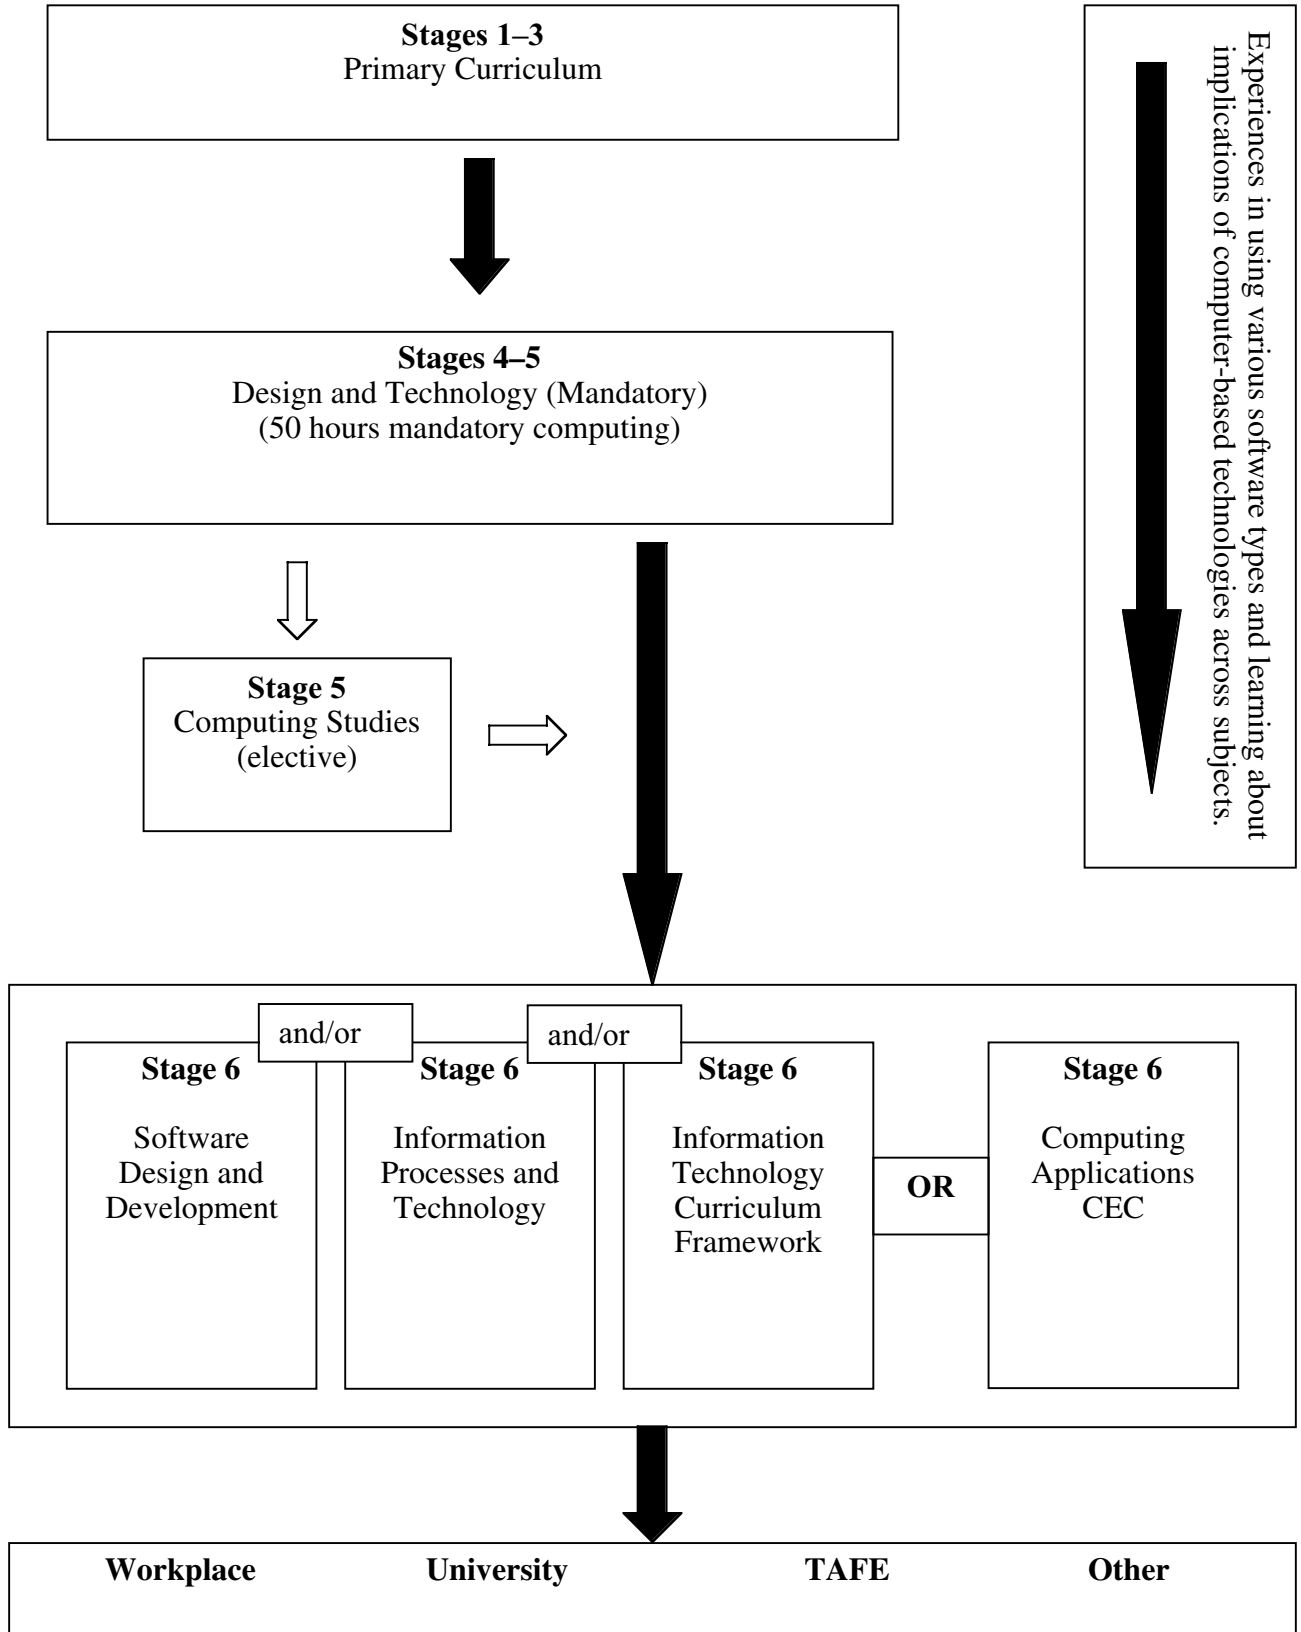 Stages 1–3
Primary Curriculum
Experiences in using various software types and learning about
implications of computer-based technologies across subjects.
Stages 4–5
Design and Technology (Mandatory)
(50 hours mandatory computing)
Stage 5
Computing Studies
(elective)
and/or
and/or
Stage 6
Software
Design and
Development
Stage 6
Information
Processes and
Technology
Stage 6
Information
Technology
Curriculum
Framework
OR
Stage 6
Computing
Applications
CEC
Workplace
University
TAFE
Other